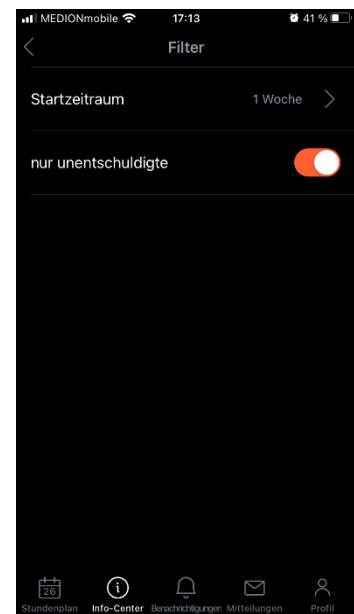 MEDIONmobile 17:13 41 %
Filter
Startzeitraum 1 Woche
nur unentschuldigte
26
Stundenplan Info-Center Benachrichtigungen Mitteilungen Profil